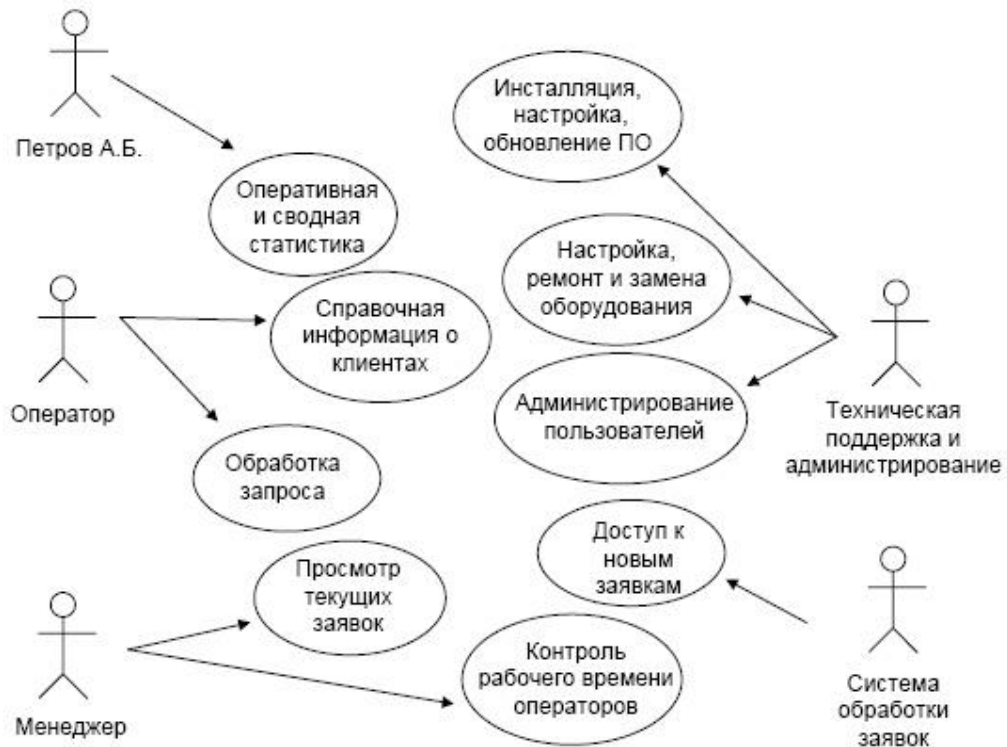 Петров А.Б.
Инсталляция,
настройка,
обновление ПО
Оперативная
и сводная
статистика
Настройка,
ремонт и замена
оборудования
Оператор
Справочная
информация о
клиентах
Администрирование
пользователей
Техническая
поддержка и
администрирование
Обработка
запроса
Доступ к
новым
заявкам
Просмотр
текущих
заявок
Менеджер
Контроль
рабочего времени
операторов
Система
обработки
заявок